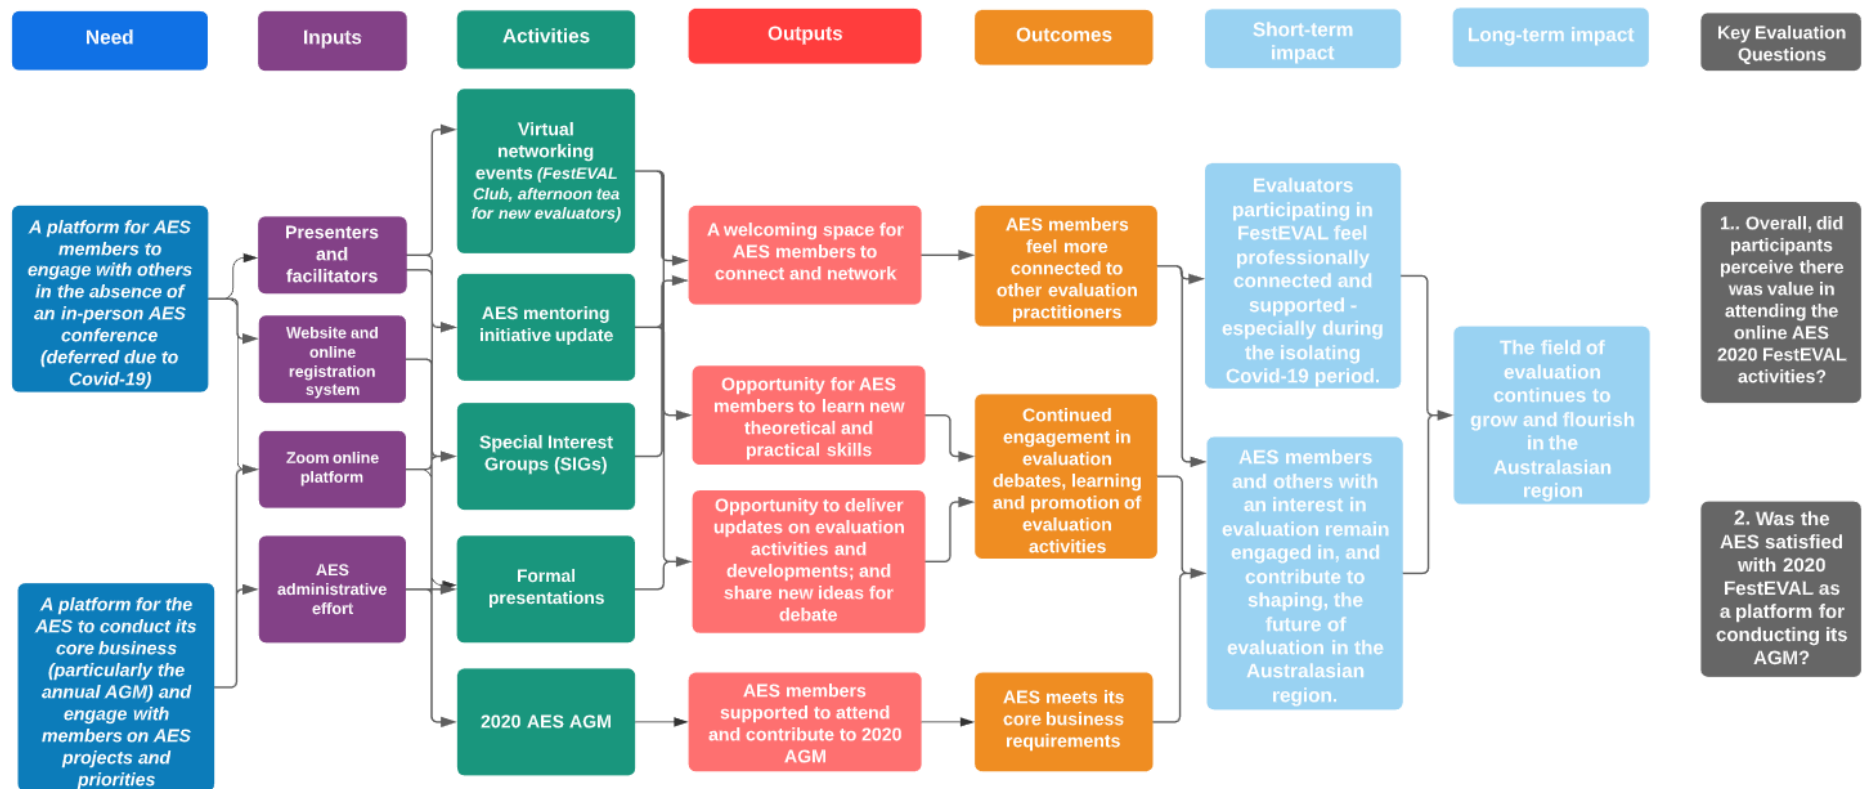 Need
Inputs
Activities
Outputs
Outcomes
Short-term
impact
Long-term impact
Key Evaluation
Questions
A platform for AES
members to
engage with others
in the absence of
an in-person AES
conference
(deferred due to
Covid-19)
A platform for the
AES to conduct its
core business
(particularly the
annual AGM) and
engage with
members on AES
projects and
priorities
Presenters
and
facilitators
Website and
online
registration
system
Zoom online
platform
AES
administrative
effort
Virtual
networking
events (FestEVAL
Club, afternoon tea
for new evaluators)
AES mentoring
initiative update
Special Interest
Groups (SIGs)
Formal
presentations
2020 AES AGM
A welcoming space for
AES members to
connect and network
Opportunity for AES
members to learn new
theoretical and
practical skills
Opportunity to deliver
updates on evaluation
activities and
developments; and
share new ideas for
debate
AES members
supported to attend
and contribute to 2020
AGM
AES members
feel more
connected to
other evaluation
practitioners
Continued
engagement in
evaluation
debates, learning
and promotion of
evaluation
activities
AES meets its
core business
requirements
Evaluators
participating in
FestEVAL feel
professionally
connected and
supported -
especially during
the isolating
Covid-19 period.
AES members
and others with
an interest in
evaluation remain
engaged in, and
contribute to
shaping, the
future of
evaluation in the
Australasian
region.
The field of
evaluation
continues to
grow and flourish
in the
Australasian
region
1.. Overall, did
participants
perceive there
was value in
attending the
online AES
2020 FestEVAL
activities?
2. Was the
AES satisfied
with 2020
FestEVAL as
a platform for
conducting its
AGM?